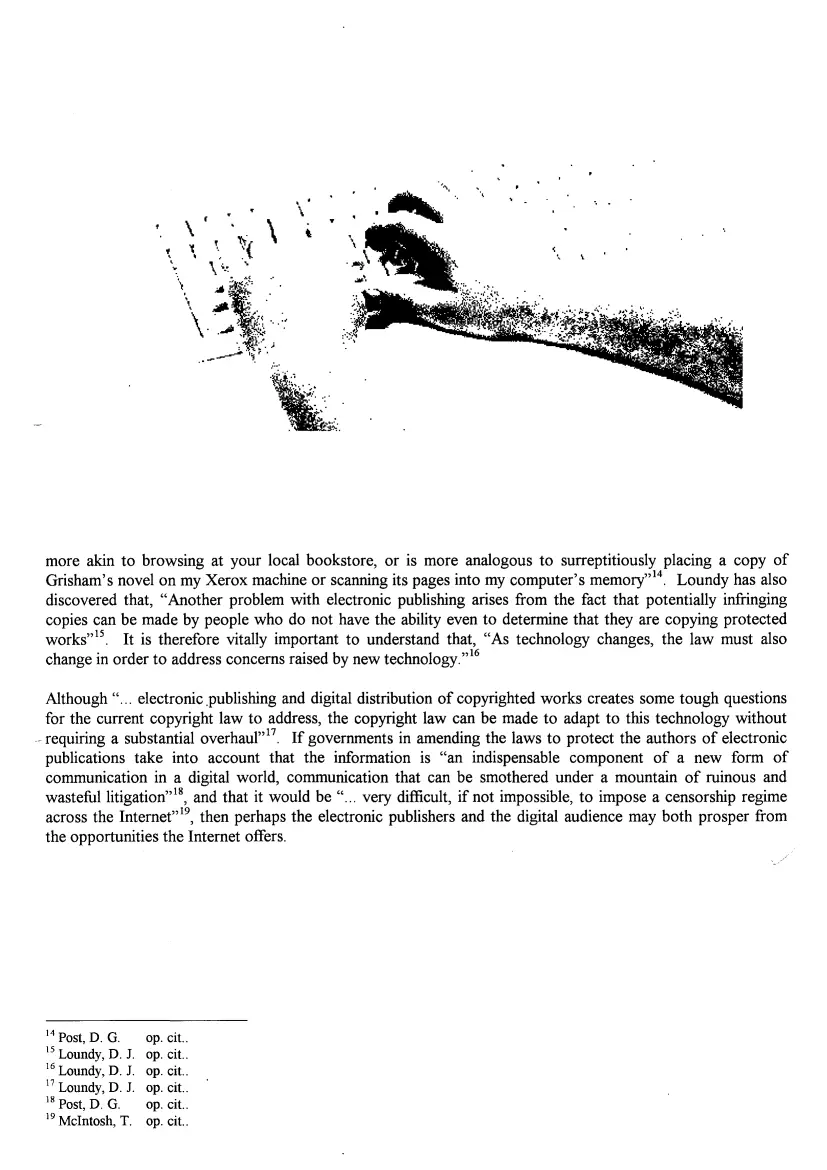 more akin to browsing at your local bookstore, or is more analogous to surreptitiously placing a copy of
Grisham's novel on my Xerox machine or scanning its pages into my computer's memory”¹⁴. Loundy has also
discovered that, “Another problem with electronic publishing arises from the fact that potentially infringing
copies can be made by people who do not have the ability even to determine that they are copying protected
works”¹⁵. It is therefore vitally important to understand that, “As technology changes, the law must also
change in order to address concerns raised by new technology.”¹⁶
Although “... electronic publishing and digital distribution of copyrighted works creates some tough questions
for the current copyright law to address, the copyright law can be made to adapt to this technology without
requiring a substantial overhaul”¹⁷. If governments in amending the laws to protect the authors of electronic
publications take into account that the information is “an indispensable component of a new form of
communication in a digital world, communication that can be smothered under a mountain of ruinous and
wasteful litigation”¹⁸, and that it would be “... very difficult, if not impossible, to impose a censorship regime
across the Internet”¹⁹, then perhaps the electronic publishers and the digital audience may both prosper from
the opportunities the Internet offers.
¹⁴ Post, D. G. op. cit..
¹⁵ Loundy, D. J. op. cit..
¹⁶ Loundy, D. J. op. cit..
¹⁷ Loundy, D. J. op. cit..
¹⁸ Post, D. G. op. cit..
¹⁹ McIntosh, T. op. cit..